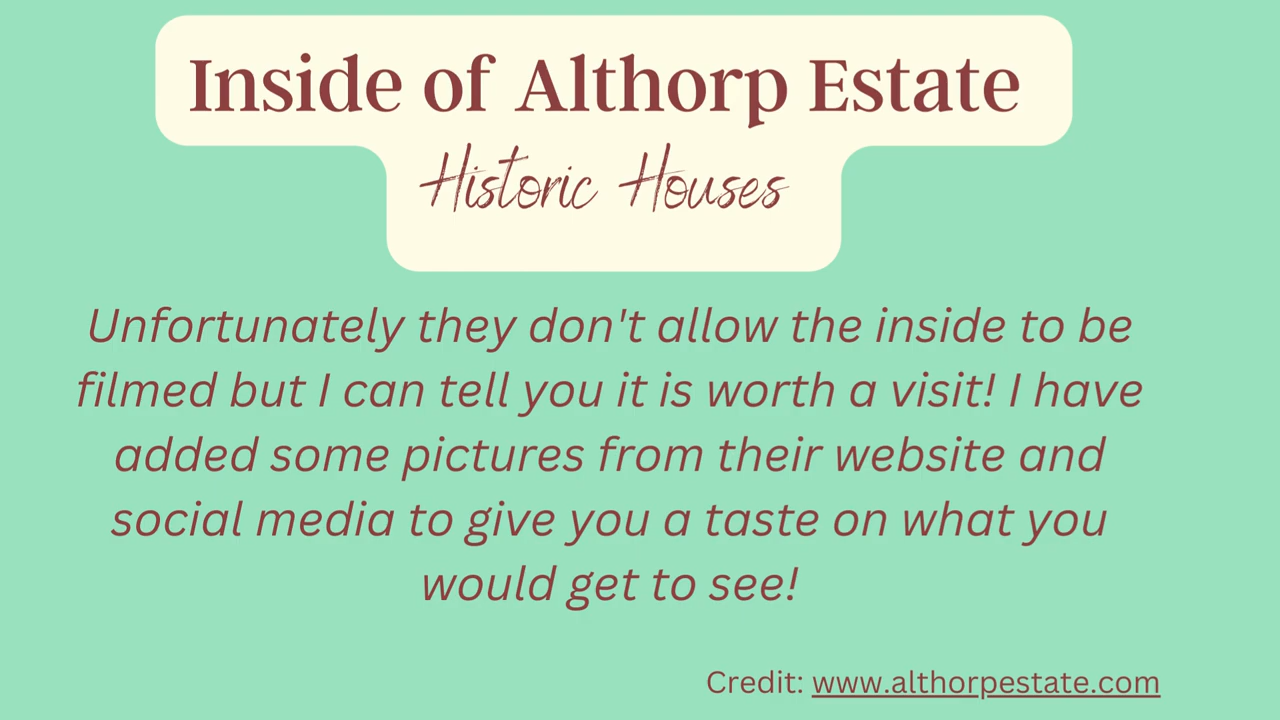 Inside of Althorp Estate
Historic Houses
Unfortunately they don't allow the inside to be
filmed but I can tell you it is worth a visit! I have
added some pictures from their website and
social media to give you a taste on what you
would get to see!
Credit: www.althorpestate.com